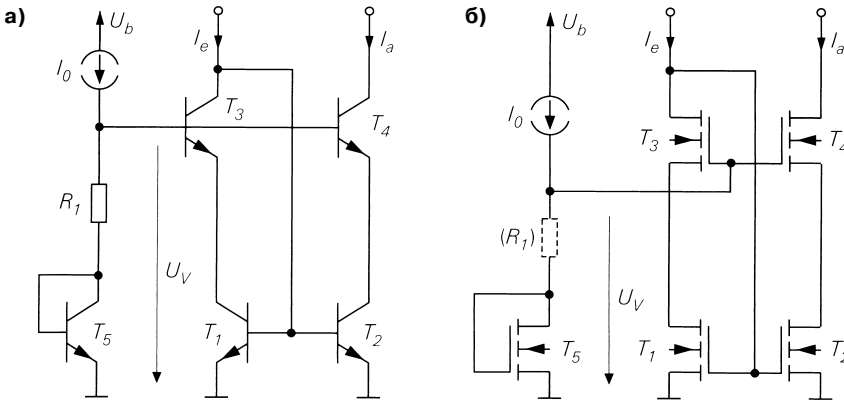 а)
U_b
I_e
I_a
I_0
T_3
T_4
R_1
U_V
T_5
T_1
T_2
б)
U_b
I_e
I_a
I_0
T_3
T_4
(R_1)
U_V
T_5
T_1
T_2